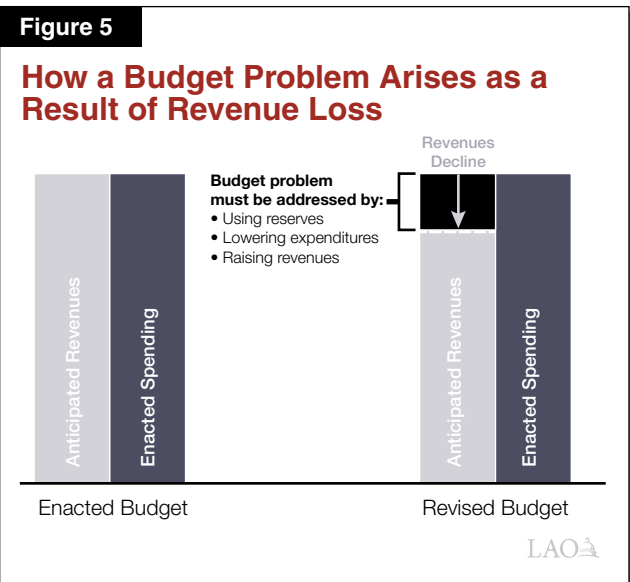 Figure 5
How a Budget Problem Arises as a
Result of Revenue Loss
Revenues
Decline
Budget problem
must be addressed by:
• Using reserves
• Lowering expenditures
• Raising revenues
Anticipated Revenues
Enacted Spending
Anticipated Revenues
Enacted Spending
Enacted Budget
Revised Budget
LAO